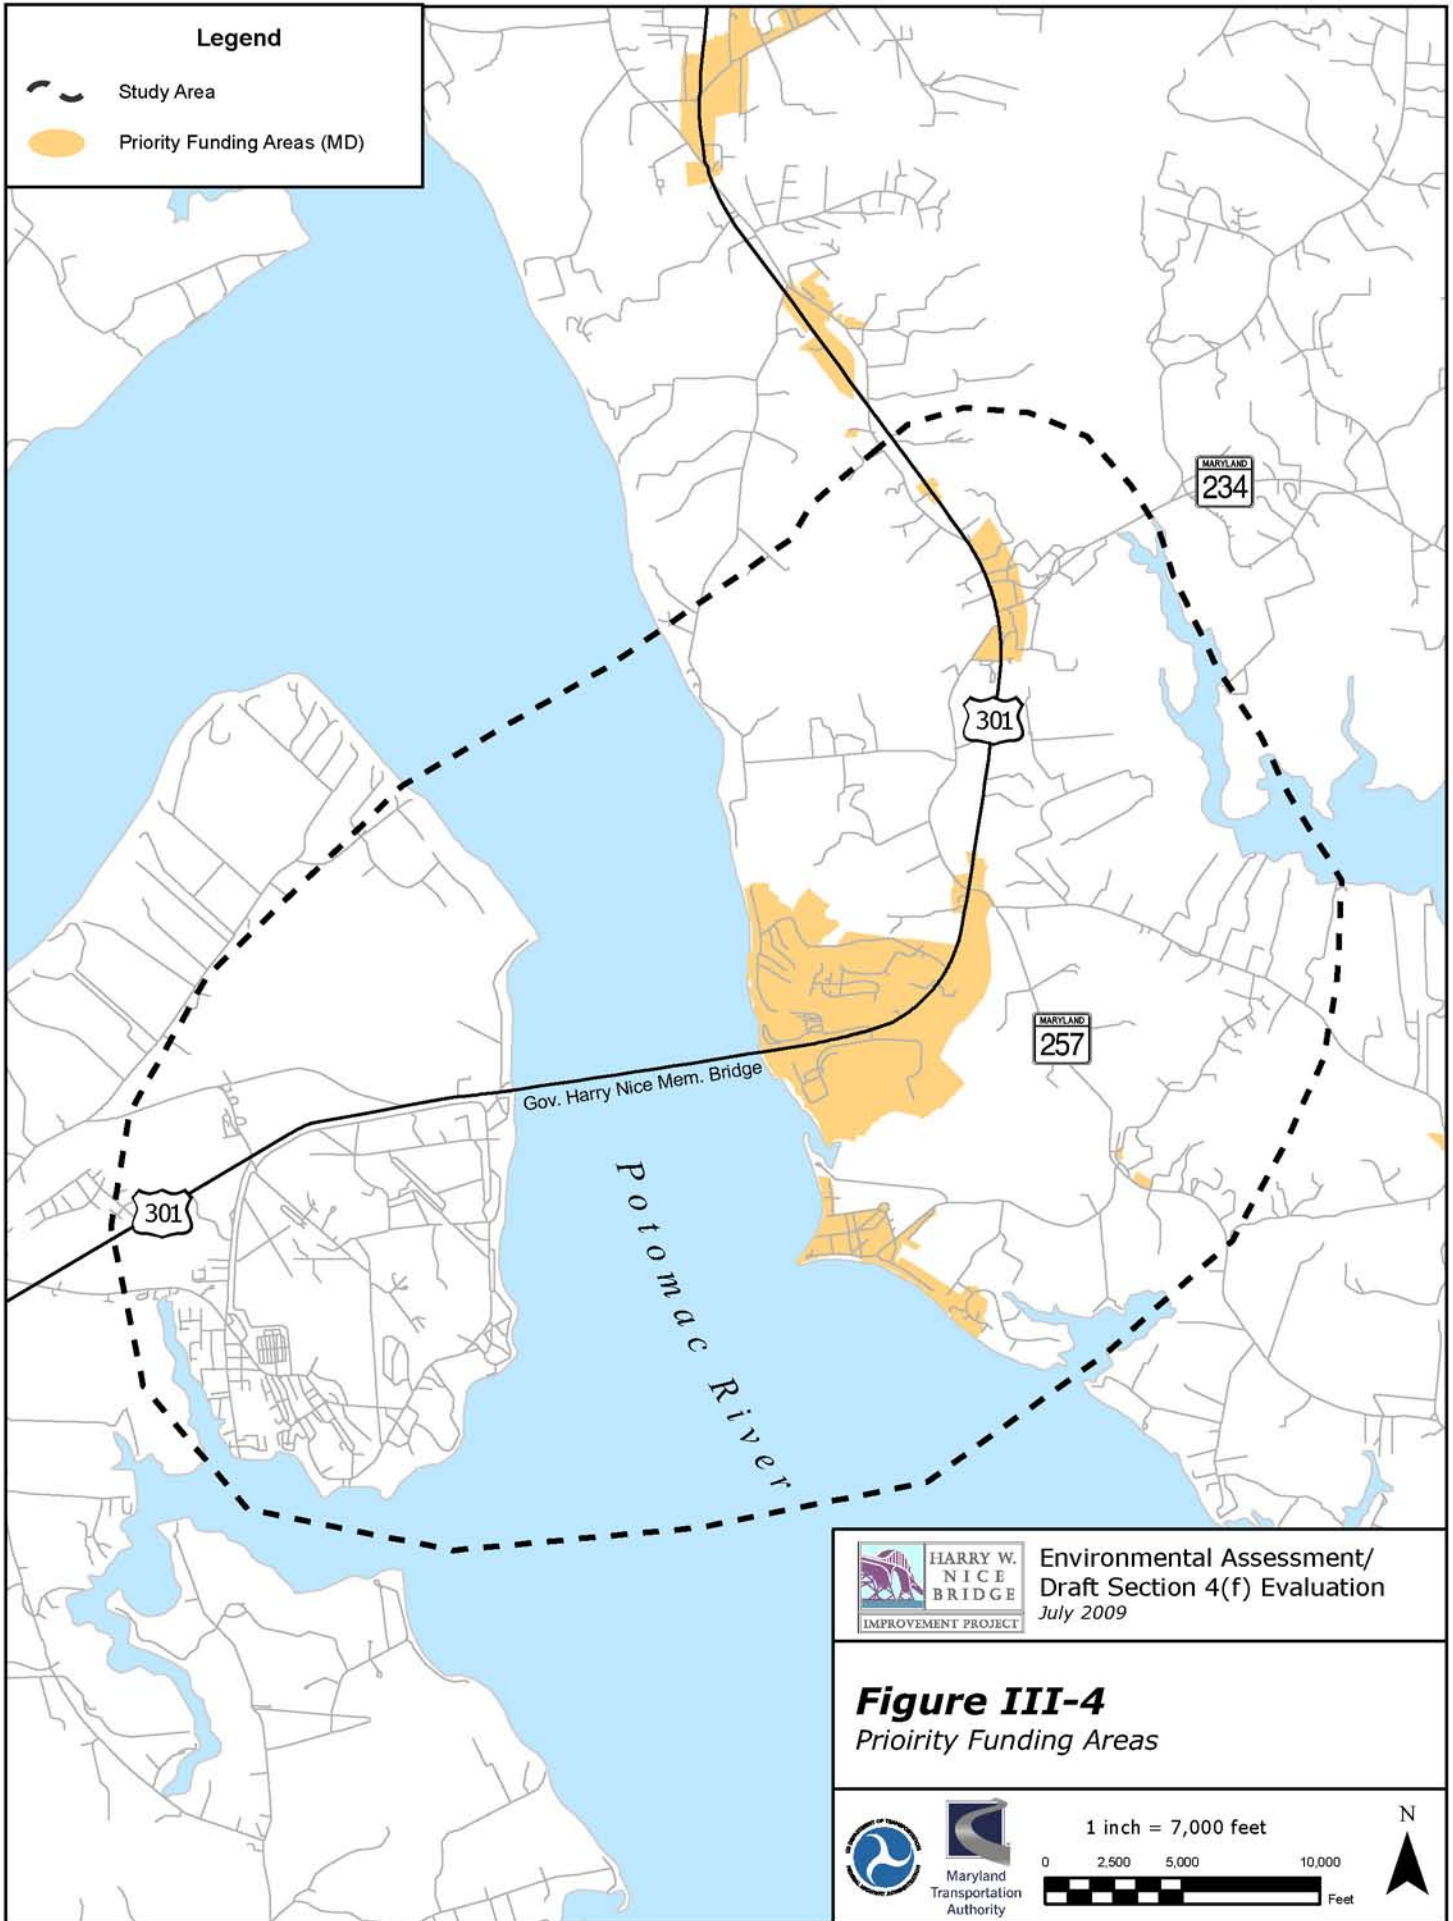 Legend
Study Area
Priority Funding Areas (MD)
MARYLAND
234
301
MARYLAND
257
Gov. Harry Nice Mem. Bridge
301
Potomac River
HARRY W.
NICE
BRIDGE
IMPROVEMENT PROJECT
Environmental Assessment/
Draft Section 4(f) Evaluation
July 2009
Figure III-4
Prioirity Funding Areas
Maryland
Transportation
Authority
1 inch = 7,000 feet
0 2,500 5,000 10,000
Feet
N